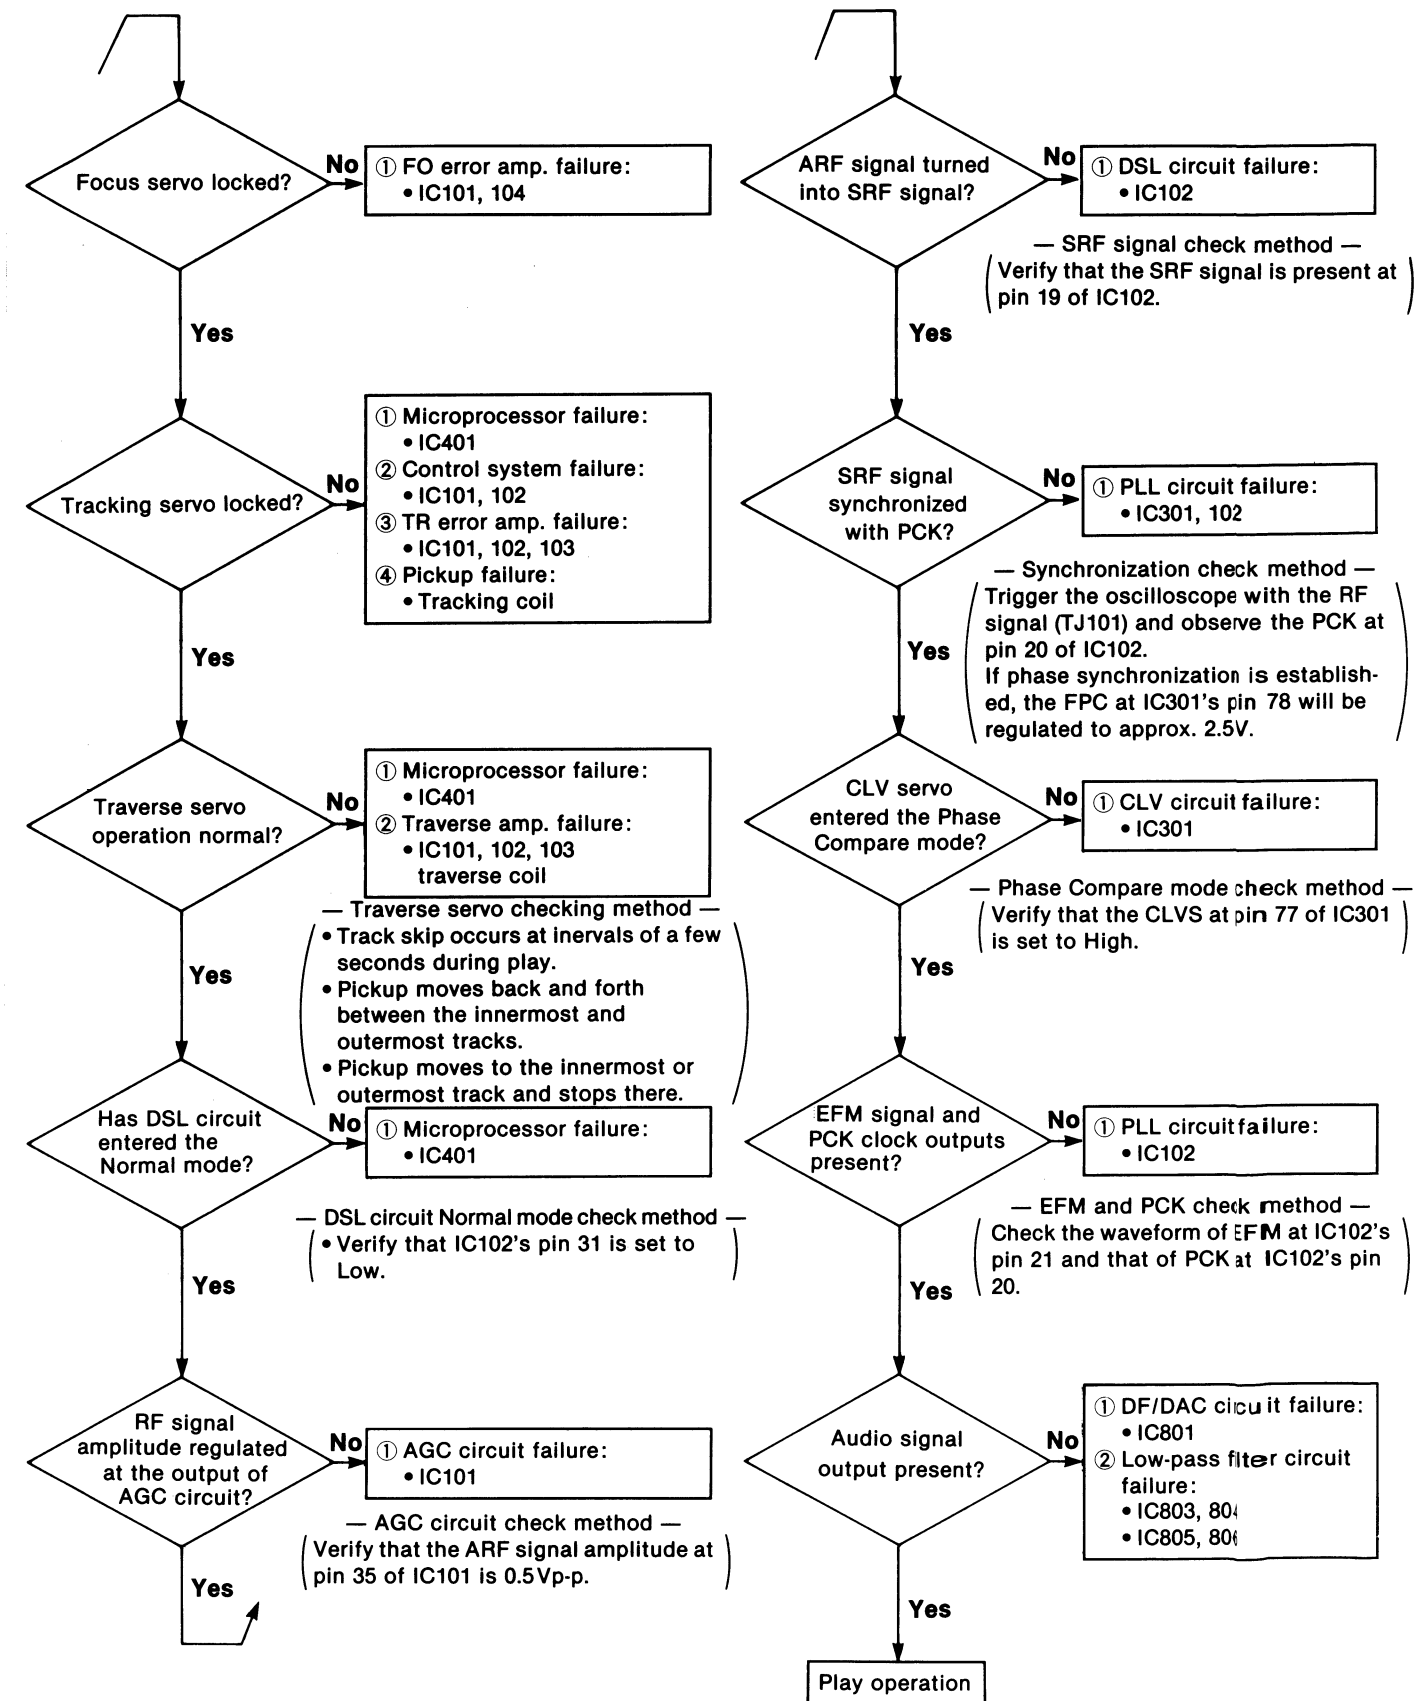 Focus servo locked?
No
① FO error amp. failure:
• IC101, 104
Yes
Tracking servo locked?
No
① Microprocessor failure:
• IC401
② Control system failure:
• IC101, 102
③ TR error amp. failure:
• IC101, 102, 103
④ Pickup failure:
• Tracking coil
Yes
Traverse servo
operation normal?
No
① Microprocessor failure:
• IC401
② Traverse amp. failure:
• IC101, 102, 103
traverse coil
— Traverse servo checking method —
• Track skip occurs at inervals of a few
seconds during play.
• Pickup moves back and forth
between the innermost and
outermost tracks.
• Pickup moves to the innermost or
outermost track and stops there.
Yes
Has DSL circuit
entered the
Normal mode?
No
① Microprocessor failure:
• IC401
— DSL circuit Normal mode check method —
• Verify that IC102's pin 31 is set to
Low.
Yes
RF signal
amplitude regulated
at the output of
AGC circuit?
No
① AGC circuit failure:
• IC101
— AGC circuit check method —
Verify that the ARF signal amplitude at
pin 35 of IC101 is 0.5Vp-p.
Yes
ARF signal turned
into SRF signal?
No
① DSL circuit failure:
• IC102
— SRF signal check method —
Verify that the SRF signal is present at
pin 19 of IC102.
Yes
SRF signal
synchronized
with PCK?
No
① PLL circuit failure:
• IC301, 102
— Synchronization check method —
Trigger the oscilloscope with the RF
signal (TJ101) and observe the PCK at
pin 20 of IC102.
If phase synchronization is establish-
ed, the FPC at IC301's pin 78 will be
regulated to approx. 2.5V.
Yes
CLV servo
entered the Phase
Compare mode?
No
① CLV circuit failure:
• IC301
— Phase Compare mode check method —
Verify that the CLVS at pin 77 of IC301
is set to High.
Yes
EFM signal and
PCK clock outputs
present?
No
① PLL circuit failure:
• IC102
— EFM and PCK check method —
Check the waveform of EFM at IC102's
pin 21 and that of PCK at IC102's pin
20.
Yes
Audio signal
output present?
No
① DF/DAC circuit failure:
• IC801
② Low-pass filter circuit
failure:
• IC803,
• IC805,
Yes
Play operation